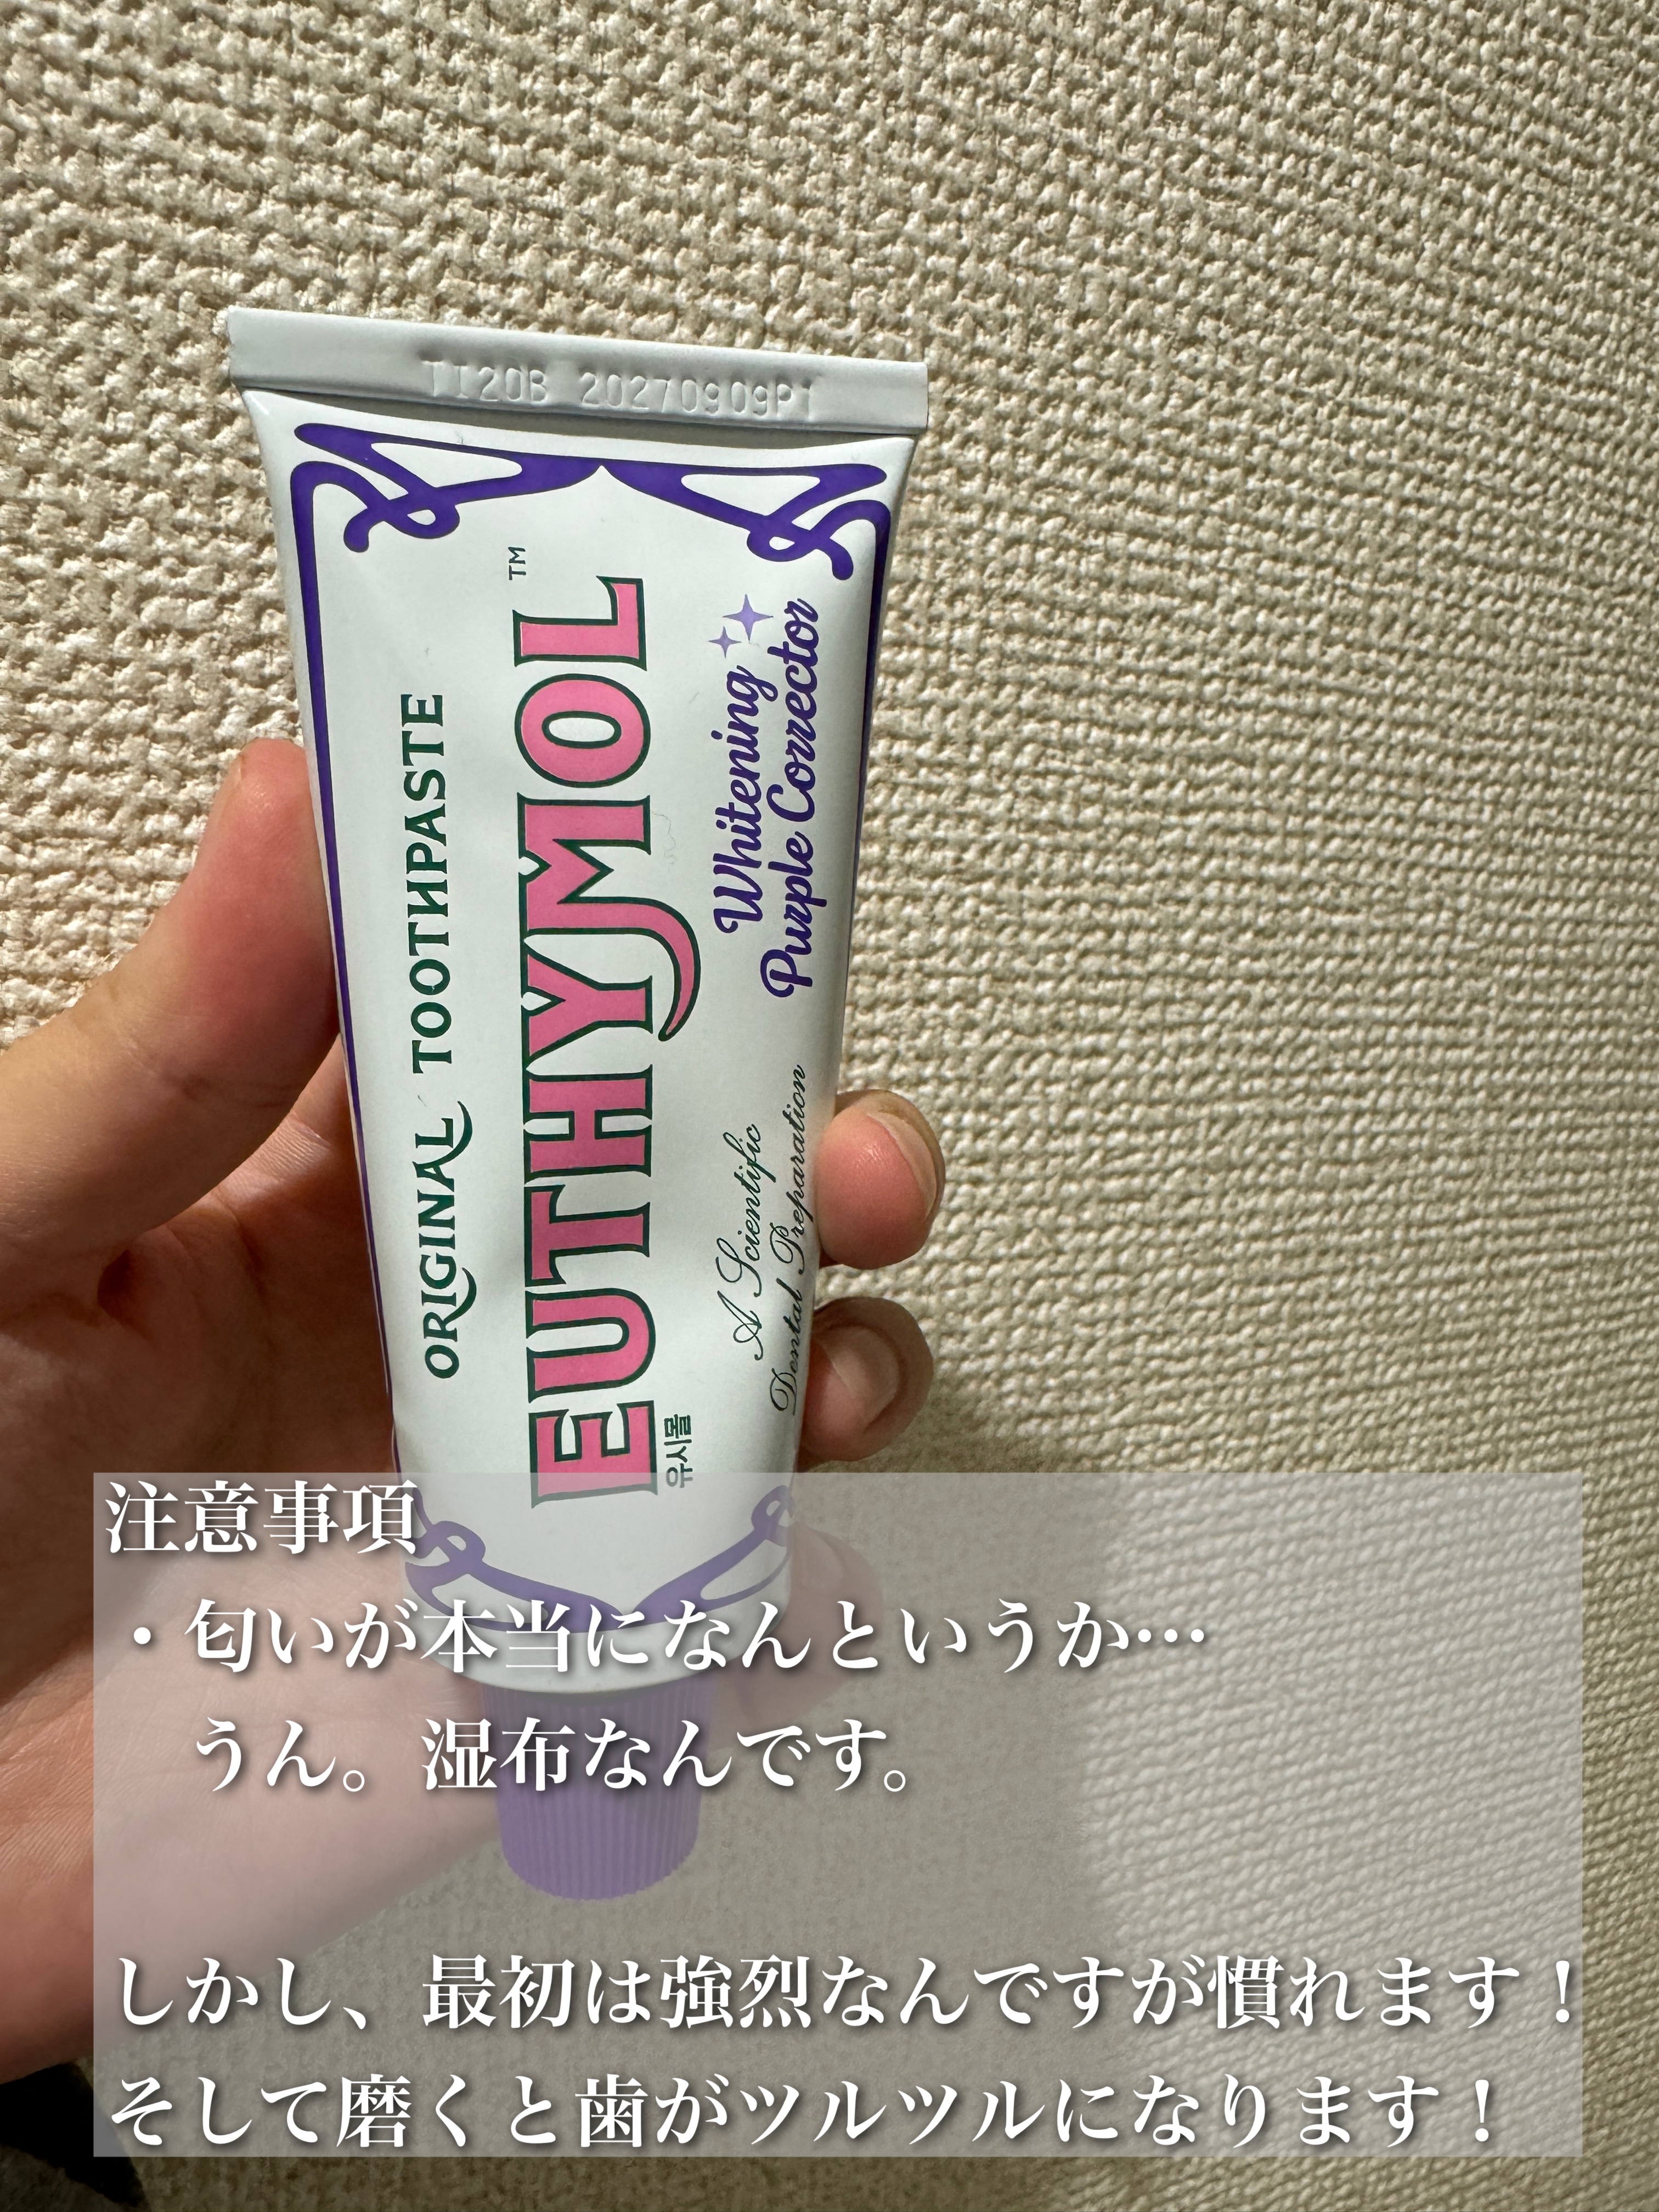 TI20B 20270909P1
ORIGINAL TOOTHPASTE
EUTHYMOL™
유시몰
Whitening
Purple Corrector
A Scientific
Dental Preparation
注意事項
・匂いが本当になんというか…
うん。湿布なんです。
しかし、最初は強烈なんですが慣れます！
そして磨くと歯がツルツルになります！